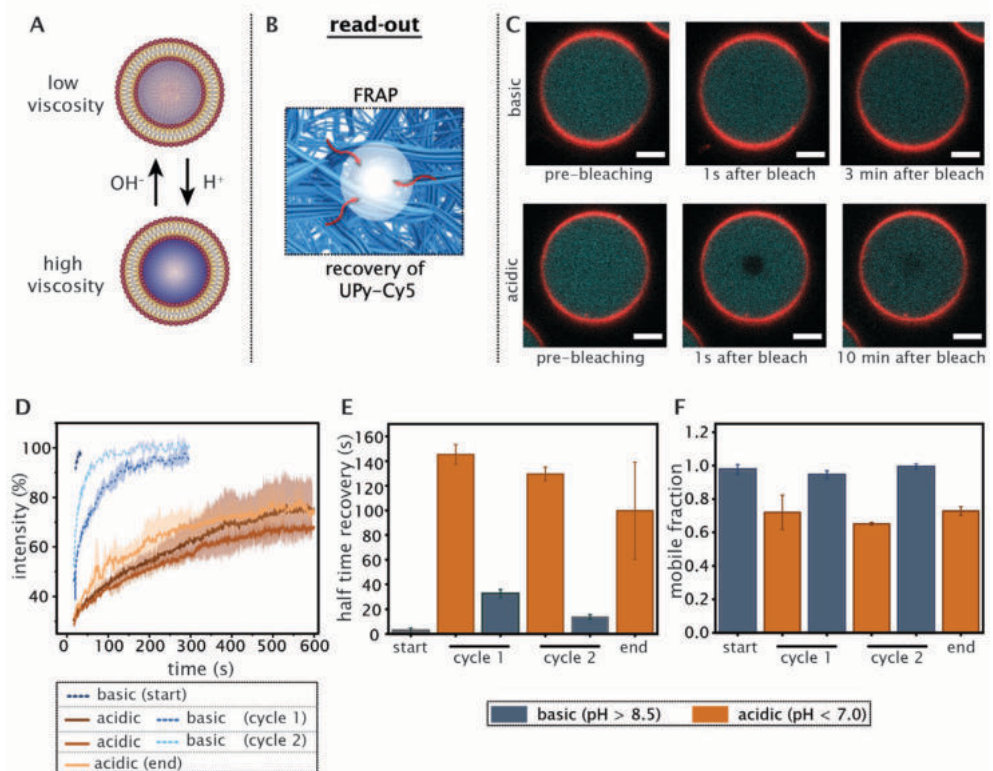 A
low
viscosity
OH⁻
H⁺
high
viscosity
B
read-out
FRAP
recovery of
UPy-Cy5
C
basic
pre-bleaching
1s after bleach
3 min after bleach
acidic
pre-bleaching
1s after bleach
10 min after bleach
D
intensity (%)
100
80
60
40
0
100
200
300
400
500
600
time (s)
basic (start)
acidic basic (cycle 1)
acidic basic (cycle 2)
acidic (end)
E
half time recovery (s)
160
140
120
100
80
60
40
20
0
start
cycle 1
cycle 2
end
F
mobile fraction
1.2
1.0
0.8
0.6
0.4
0.2
0.0
start
cycle 1
cycle 2
end
basic (pH > 8.5) acidic (pH < 7.0)